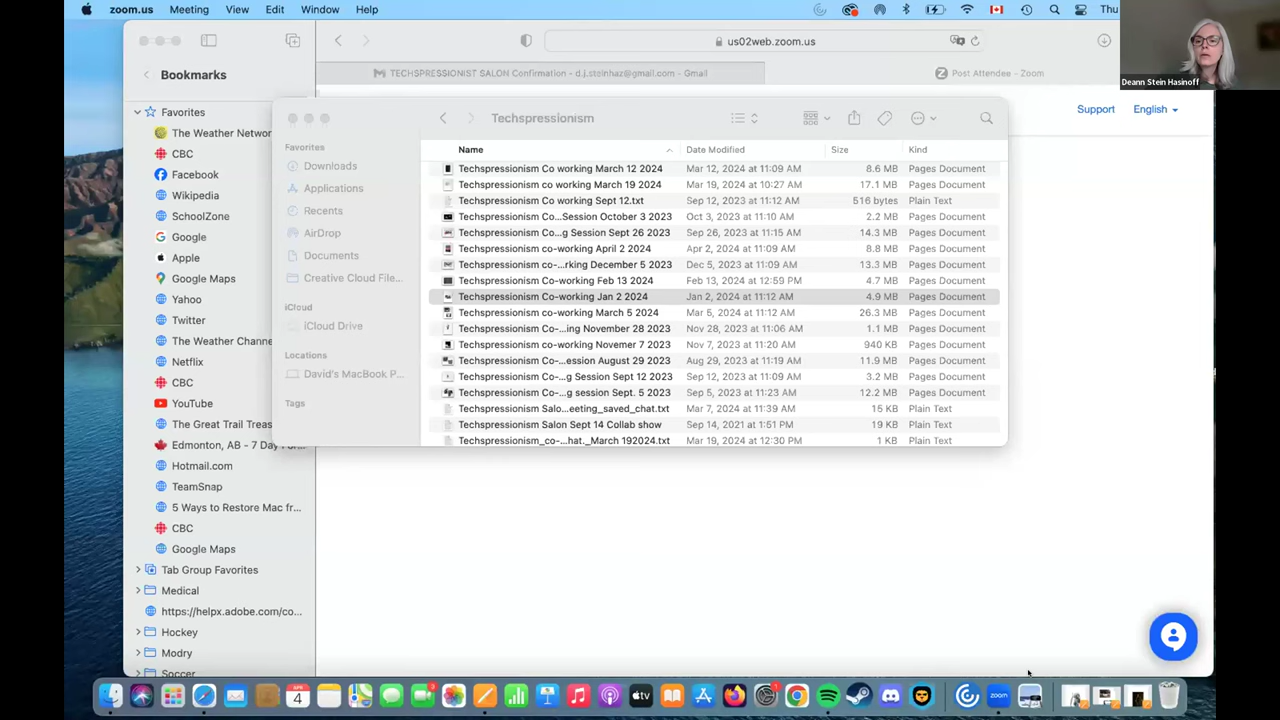 zoom.us Meeting View Edit Window Help Thu
Deann Stein Hasinoff
us02web.zoom.us
Bookmarks
TECHSPRESSIONIST SALON Confirmation - d.j.steinhaz@gmail.com - Gmail
Post Attendee - Zoom
Support English
Favorites
The Weather Networ
CBC
Facebook
Wikipedia
SchoolZone
Google
Apple
Google Maps
Yahoo
Twitter
The Weather Channe
Netflix
CBC
YouTube
The Great Trail Treas
Edmonton, AB - 7 Day For...
Hotmail.com
TeamSnap
5 Ways to Restore Mac fr...
CBC
Google Maps
Tab Group Favorites
Medical
https://helpx.adobe.com/co...
Hockey
Modry
Soccer
Techspressionism
Favorites
Downloads
Applications
Recents
AirDrop
Documents
Creative Cloud File...
iCloud
iCloud Drive
Locations
David's MacBook P...
Tags
Name Date Modified Size Kind
Techspressionism Co working March 12 2024 Mar 12, 2024 at 11:09 AM 8.6 MB Pages Document
Techspressionism co working March 19 2024 Mar 19, 2024 at 10:27 AM 17.1 MB Pages Document
Techspressionism Co working Sept 12.txt Sep 12, 2023 at 11:12 AM 516 bytes Plain Text
Techspressionism Co...Session October 3 2023 Oct 3, 2023 at 11:10 AM 2.2 MB Pages Document
Techspressionism Co...g Session Sept 26 2023 Sep 26, 2023 at 11:15 AM 14.3 MB Pages Document
Techspressionism co-working April 2 2024 Apr 2, 2024 at 11:09 AM 8.8 MB Pages Document
Techspressionism co-...rking December 5 2023 Dec 5, 2023 at 11:09 AM 13.3 MB Pages Document
Techspressionism Co-working Feb 13 2024 Feb 13, 2024 at 12:59 PM 4.7 MB Pages Document
Techspressionism Co-working Jan 2 2024 Jan 2, 2024 at 11:12 AM 4.9 MB Pages Document
Techspressionism co-working March 5 2024 Mar 5, 2024 at 11:12 AM 26.3 MB Pages Document
Techspressionism Co-...ing November 28 2023 Nov 28, 2023 at 11:06 AM 1.1 MB Pages Document
Techspressionism co-working Novemer 7 2023 Nov 7, 2023 at 11:20 AM 940 KB Pages Document
Techspressionism Co-...ession August 29 2023 Aug 29, 2023 at 11:19 AM 11.9 MB Pages Document
Techspressionism Co-...g Session Sept 12 2023 Sep 12, 2023 at 11:09 AM 3.2 MB Pages Document
Techspressionism Co-...g session Sept. 5 2023 Sep 5, 2023 at 11:23 AM 12.2 MB Pages Document
Techspressionism Salo...eeting_saved_chat.txt Mar 7, 2024 at 11:39 AM 15 KB Plain Text
Techspressionism Salon Sept 14 Collab show Sep 14, 2021 at 1:51 PM 19 KB Plain Text
Techspressionism_co-...hat._March 192024.txt Mar 19, 2024 at 12:30 PM 1 KB Plain Text
APR
4
tv
zoom